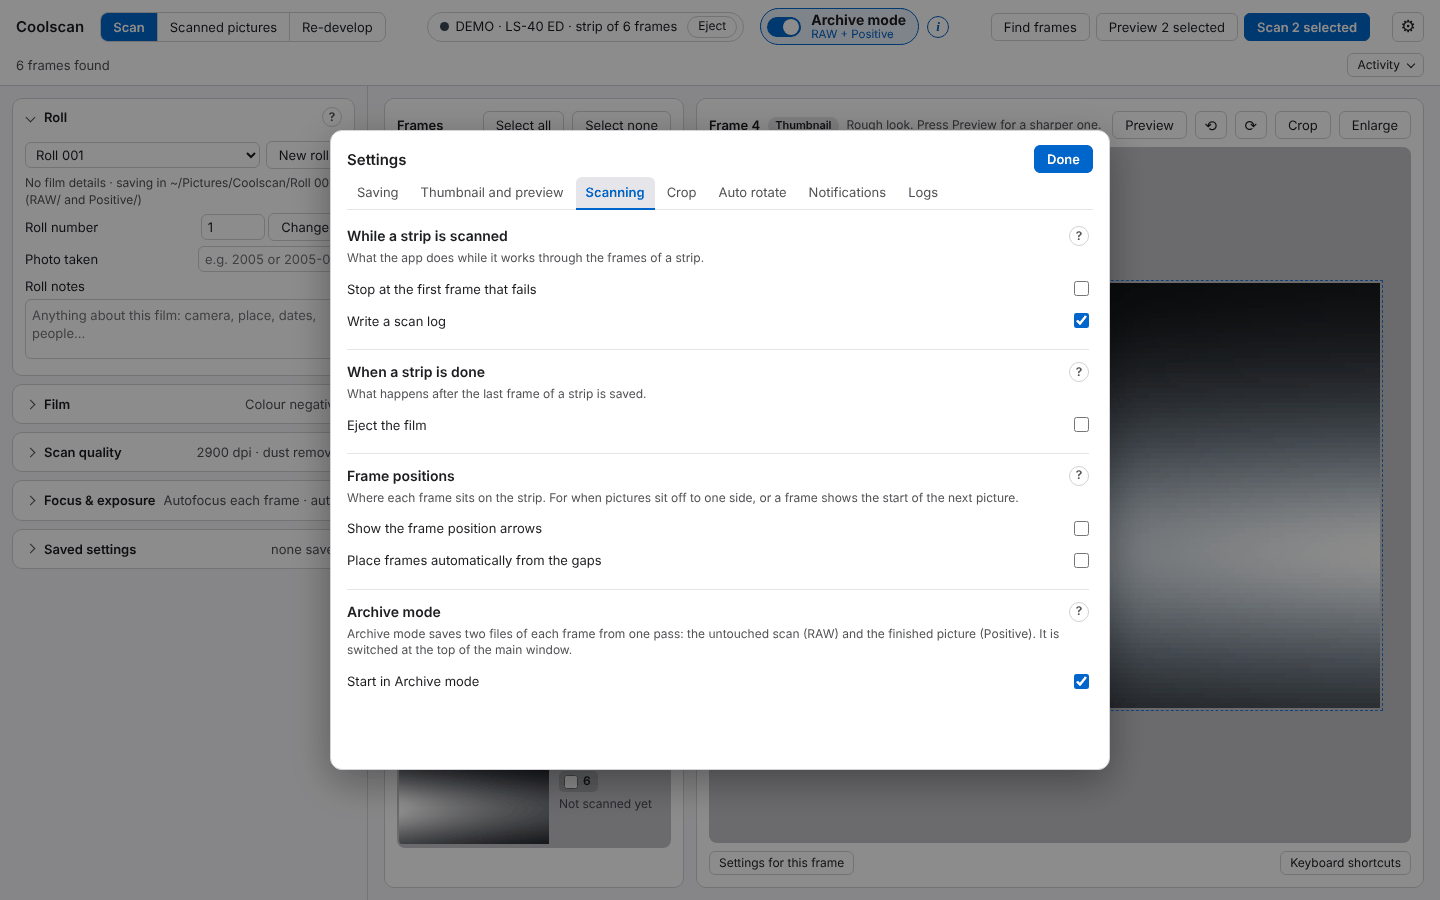 Coolscan
Scan
Scanned pictures
Re-develop
DEMO · LS-40 ED · strip of 6 frames
Eject
Archive mode
RAW + Positive
i
Find frames
Preview 2 selected
Scan 2 selected
6 frames found
Activity
Roll
?
Roll 001
New roll
No film details · saving in ~/Pictures/Coolscan/Roll 00
(RAW/ and Positive/)
Roll number
1
Change
Photo taken
e.g. 2005 or 2005-0
Roll notes
Anything about this film: camera, place, dates,
people...
Film
Colour negativ
Scan quality
2900 dpi · dust remov
Focus & exposure
Autofocus each frame · aut
Saved settings
none save
Frames
Select all
Select none
6
Not scanned yet
Frame 4
Thumbnail
Rough look. Press Preview for a sharper one.
Preview
Crop
Enlarge
Settings for this frame
Keyboard shortcuts
Settings
Done
Saving
Thumbnail and preview
Scanning
Crop
Auto rotate
Notifications
Logs
While a strip is scanned
?
What the app does while it works through the frames of a strip.
Stop at the first frame that fails
Write a scan log
When a strip is done
?
What happens after the last frame of a strip is saved.
Eject the film
Frame positions
?
Where each frame sits on the strip. For when pictures sit off to one side, or a frame shows the start of the next picture.
Show the frame position arrows
Place frames automatically from the gaps
Archive mode
?
Archive mode saves two files of each frame from one pass: the untouched scan (RAW) and the finished picture (Positive). It is
switched at the top of the main window.
Start in Archive mode